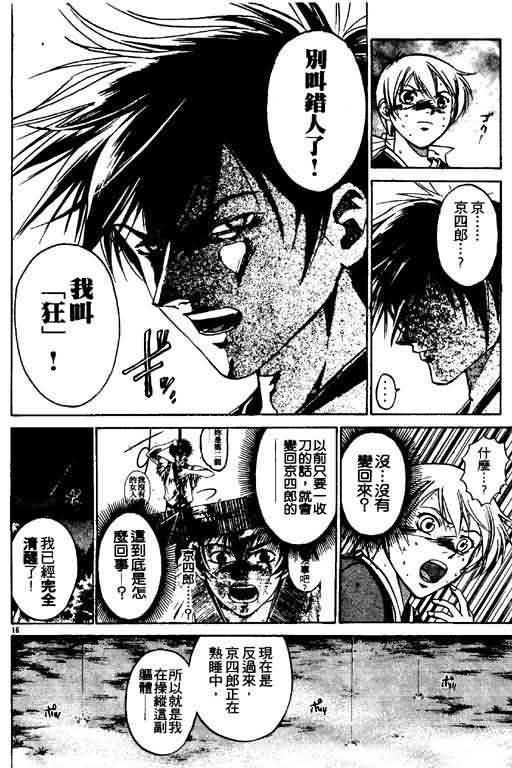 ゴク
京……
京四郎
…？
…
別叫錯人了！
我叫
「狂」！
什麼…？
沒…沒有
變回來？
以前只要一收
刀的話，就會
變回京四郎的
京四郎…？
這到底是怎
麼回事—？
我已經完全
清醒了！
16
現在是
反過來，
京四郎正在
熟睡中，
所以就是我
在操縱這副
軀體——